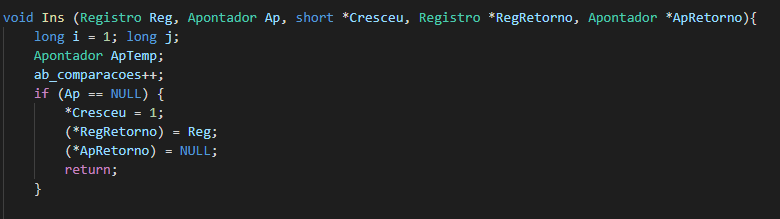 void Ins (Registro Reg, Apontador Ap, short *Cresceu, Registro *RegRetorno, Apontador *ApRetorno){
    long i = 1; long j;
    Apontador ApTemp;
    ab_comparacoes++;
    if (Ap == NULL) {
        *Cresceu = 1;
        (*RegRetorno) = Reg;
        (*ApRetorno) = NULL;
        return;
    }